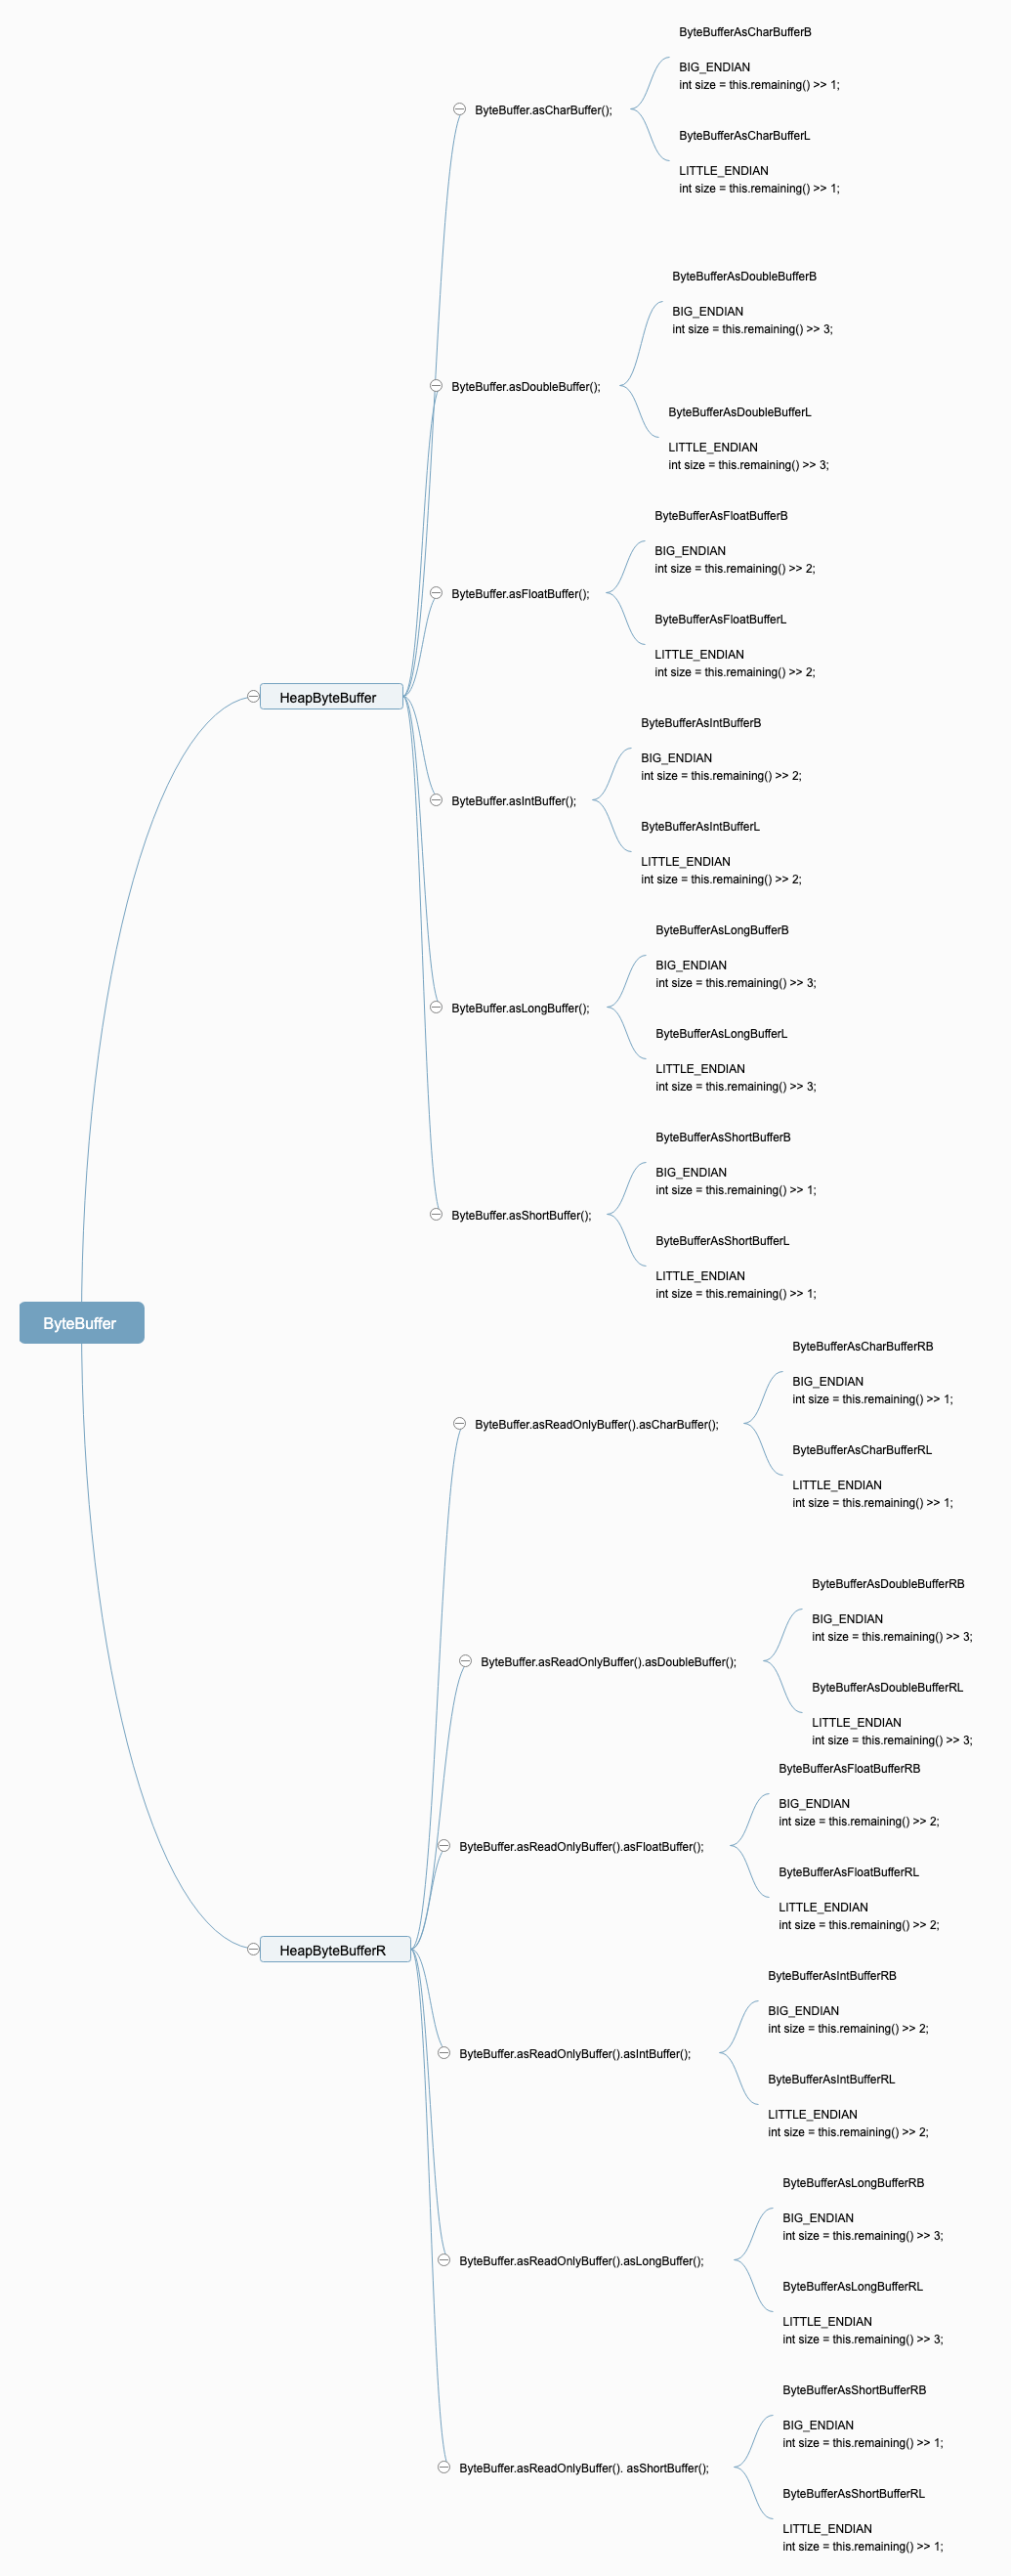 ByteBuffer
HeapByteBuffer
ByteBuffer.asCharBuffer();
ByteBufferAsCharBufferB
BIG_ENDIAN
int size = this.remaining() >> 1;
ByteBufferAsCharBufferL
LITTLE_ENDIAN
int size = this.remaining() >> 1;
ByteBuffer.asDoubleBuffer();
ByteBufferAsDoubleBufferB
BIG_ENDIAN
int size = this.remaining() >> 3;
ByteBufferAsDoubleBufferL
LITTLE_ENDIAN
int size = this.remaining() >> 3;
ByteBuffer.asFloatBuffer();
ByteBufferAsFloatBufferB
BIG_ENDIAN
int size = this.remaining() >> 2;
ByteBufferAsFloatBufferL
LITTLE_ENDIAN
int size = this.remaining() >> 2;
ByteBuffer.asIntBuffer();
ByteBufferAsIntBufferB
BIG_ENDIAN
int size = this.remaining() >> 2;
ByteBufferAsIntBufferL
LITTLE_ENDIAN
int size = this.remaining() >> 2;
ByteBuffer.asLongBuffer();
ByteBufferAsLongBufferB
BIG_ENDIAN
int size = this.remaining() >> 3;
ByteBufferAsLongBufferL
LITTLE_ENDIAN
int size = this.remaining() >> 3;
ByteBuffer.asShortBuffer();
ByteBufferAsShortBufferB
BIG_ENDIAN
int size = this.remaining() >> 1;
ByteBufferAsShortBufferL
LITTLE_ENDIAN
int size = this.remaining() >> 1;
HeapByteBufferR
ByteBuffer.asReadOnlyBuffer().asCharBuffer();
ByteBufferAsCharBufferRB
BIG_ENDIAN
int size = this.remaining() >> 1;
ByteBufferAsCharBufferRL
LITTLE_ENDIAN
int size = this.remaining() >> 1;
ByteBuffer.asReadOnlyBuffer().asDoubleBuffer();
ByteBufferAsDoubleBufferRB
BIG_ENDIAN
int size = this.remaining() >> 3;
ByteBufferAsDoubleBufferRL
LITTLE_ENDIAN
int size = this.remaining() >> 3;
ByteBuffer.asReadOnlyBuffer().asFloatBuffer();
ByteBufferAsFloatBufferRB
BIG_ENDIAN
int size = this.remaining() >> 2;
ByteBufferAsFloatBufferRL
LITTLE_ENDIAN
int size = this.remaining() >> 2;
ByteBuffer.asReadOnlyBuffer().asIntBuffer();
ByteBufferAsIntBufferRB
BIG_ENDIAN
int size = this.remaining() >> 2;
ByteBufferAsIntBufferRL
LITTLE_ENDIAN
int size = this.remaining() >> 2;
ByteBuffer.asReadOnlyBuffer().asLongBuffer();
ByteBufferAsLongBufferRB
BIG_ENDIAN
int size = this.remaining() >> 3;
ByteBufferAsLongBufferRL
LITTLE_ENDIAN
int size = this.remaining() >> 3;
ByteBuffer.asReadOnlyBuffer(). asShortBuffer();
ByteBufferAsShortBufferRB
BIG_ENDIAN
int size = this.remaining() >> 1;
ByteBufferAsShortBufferRL
LITTLE_ENDIAN
int size = this.remaining() >> 1;